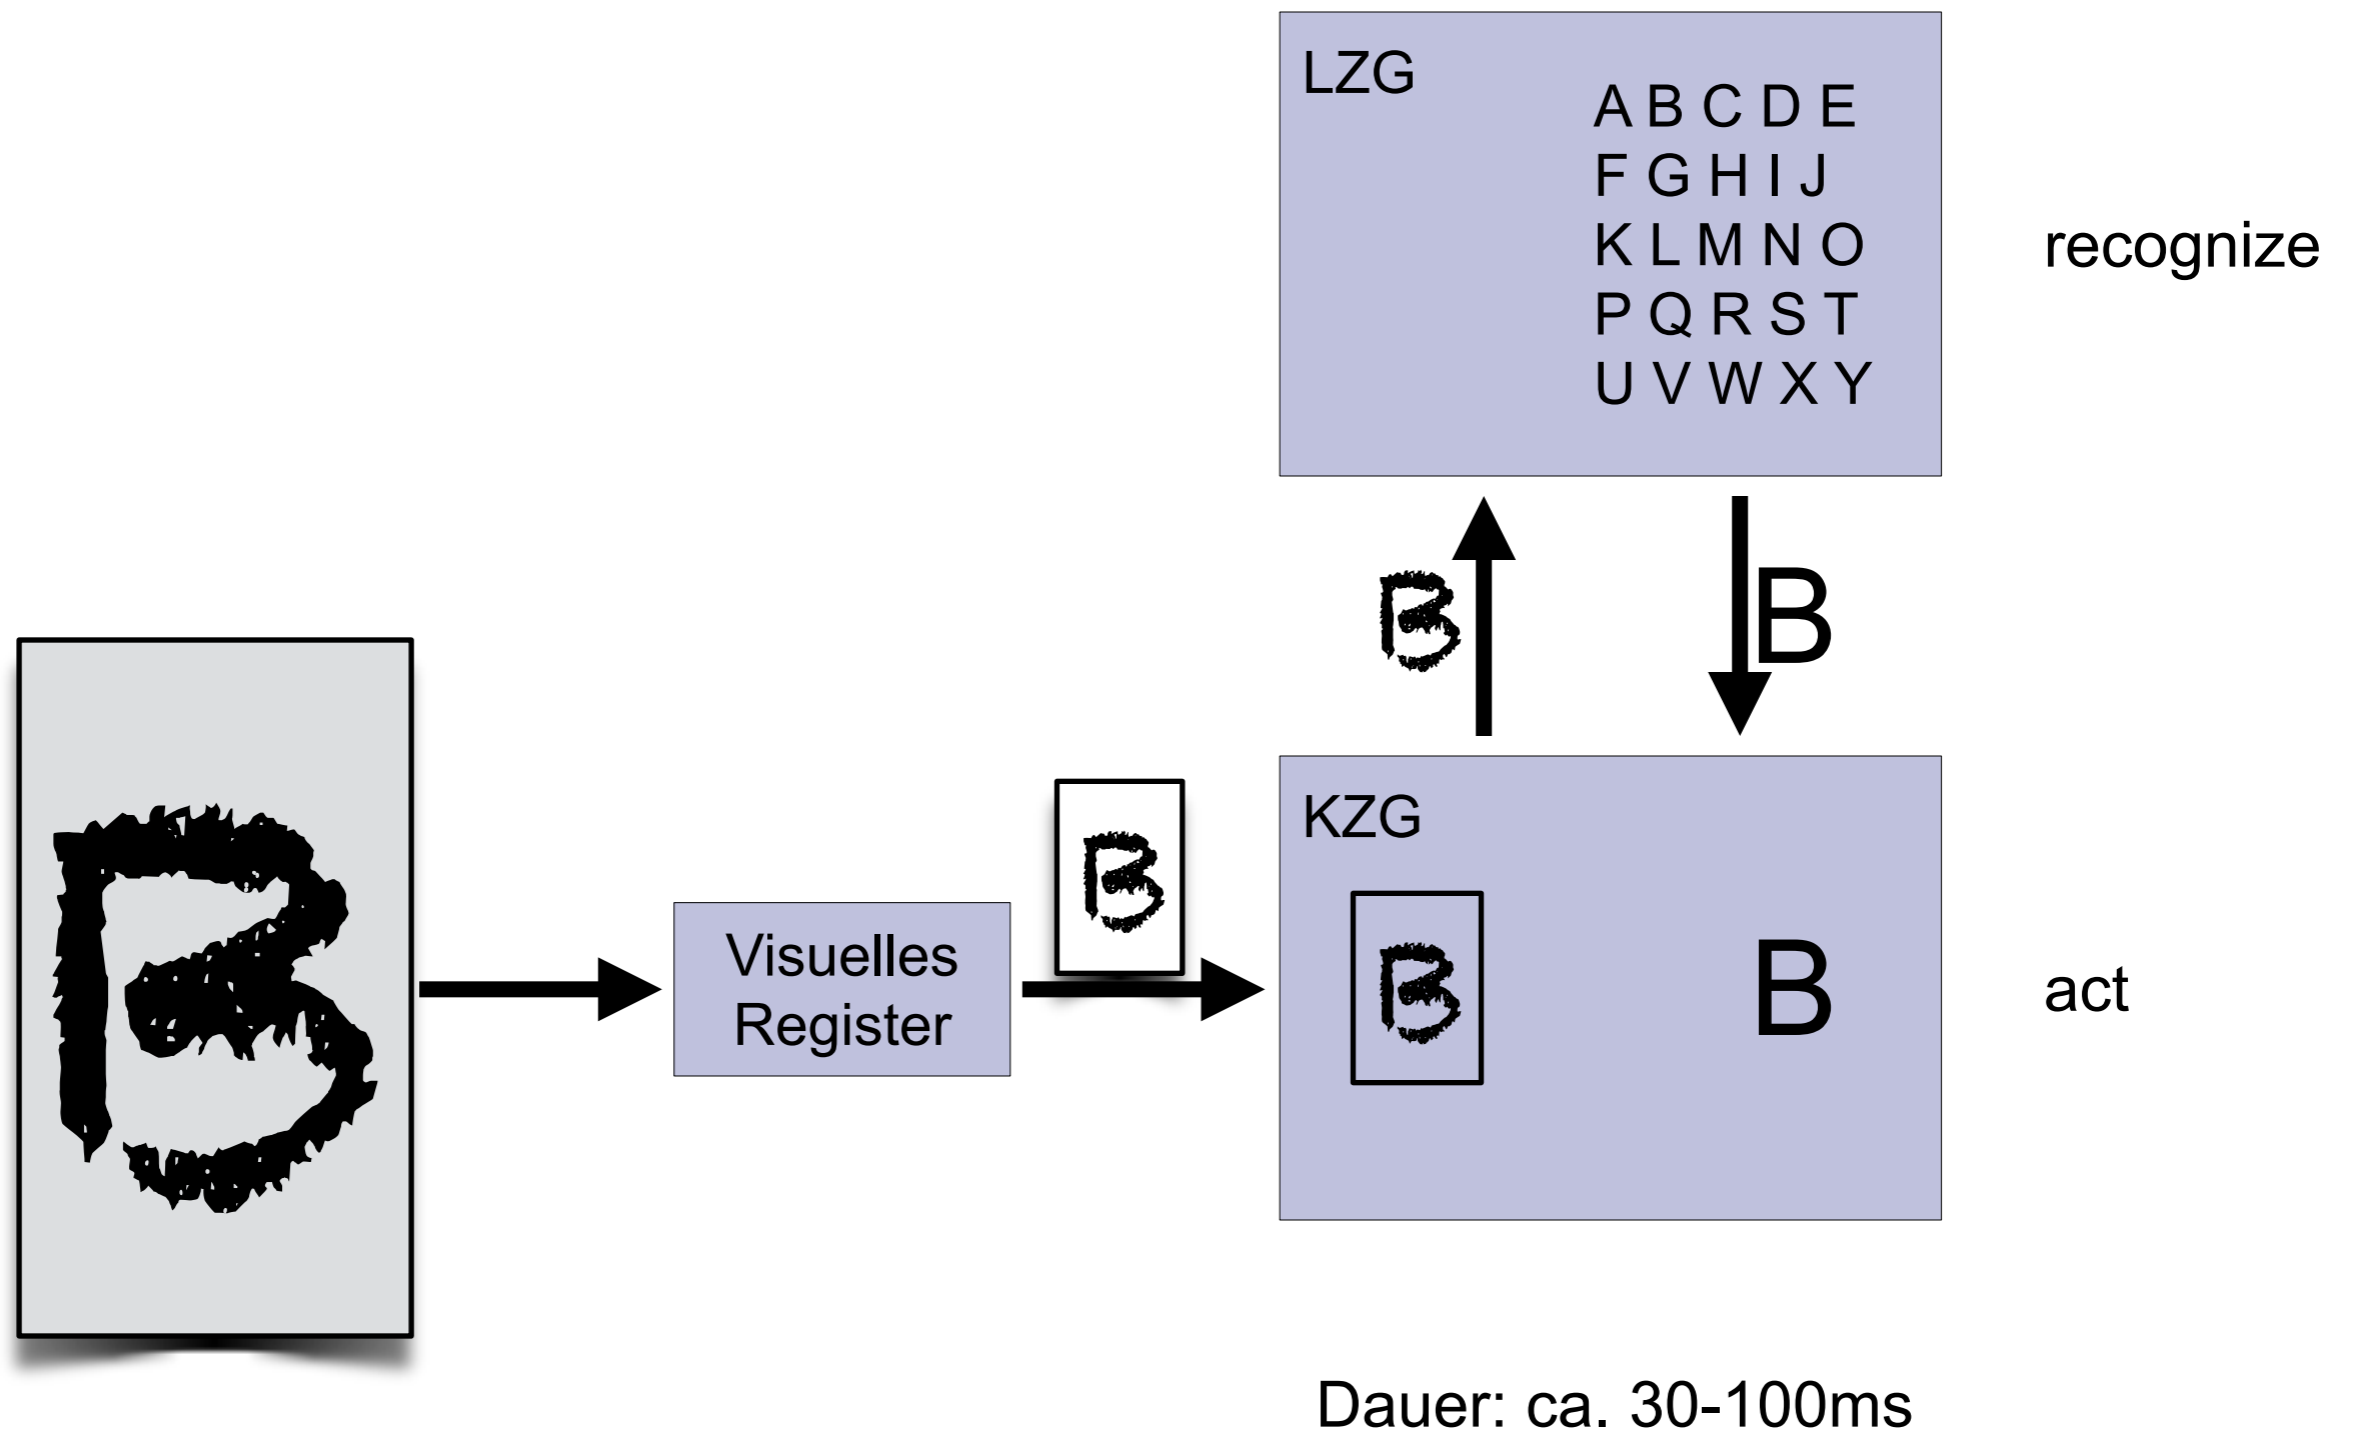 LZG
A B C D E
F G H I J
K L M N O
P Q R S T
U V W X Y
recognize
B
B
KZG
B
B
B
B
act
Visuelles
Register
Dauer: ca. 30-100ms